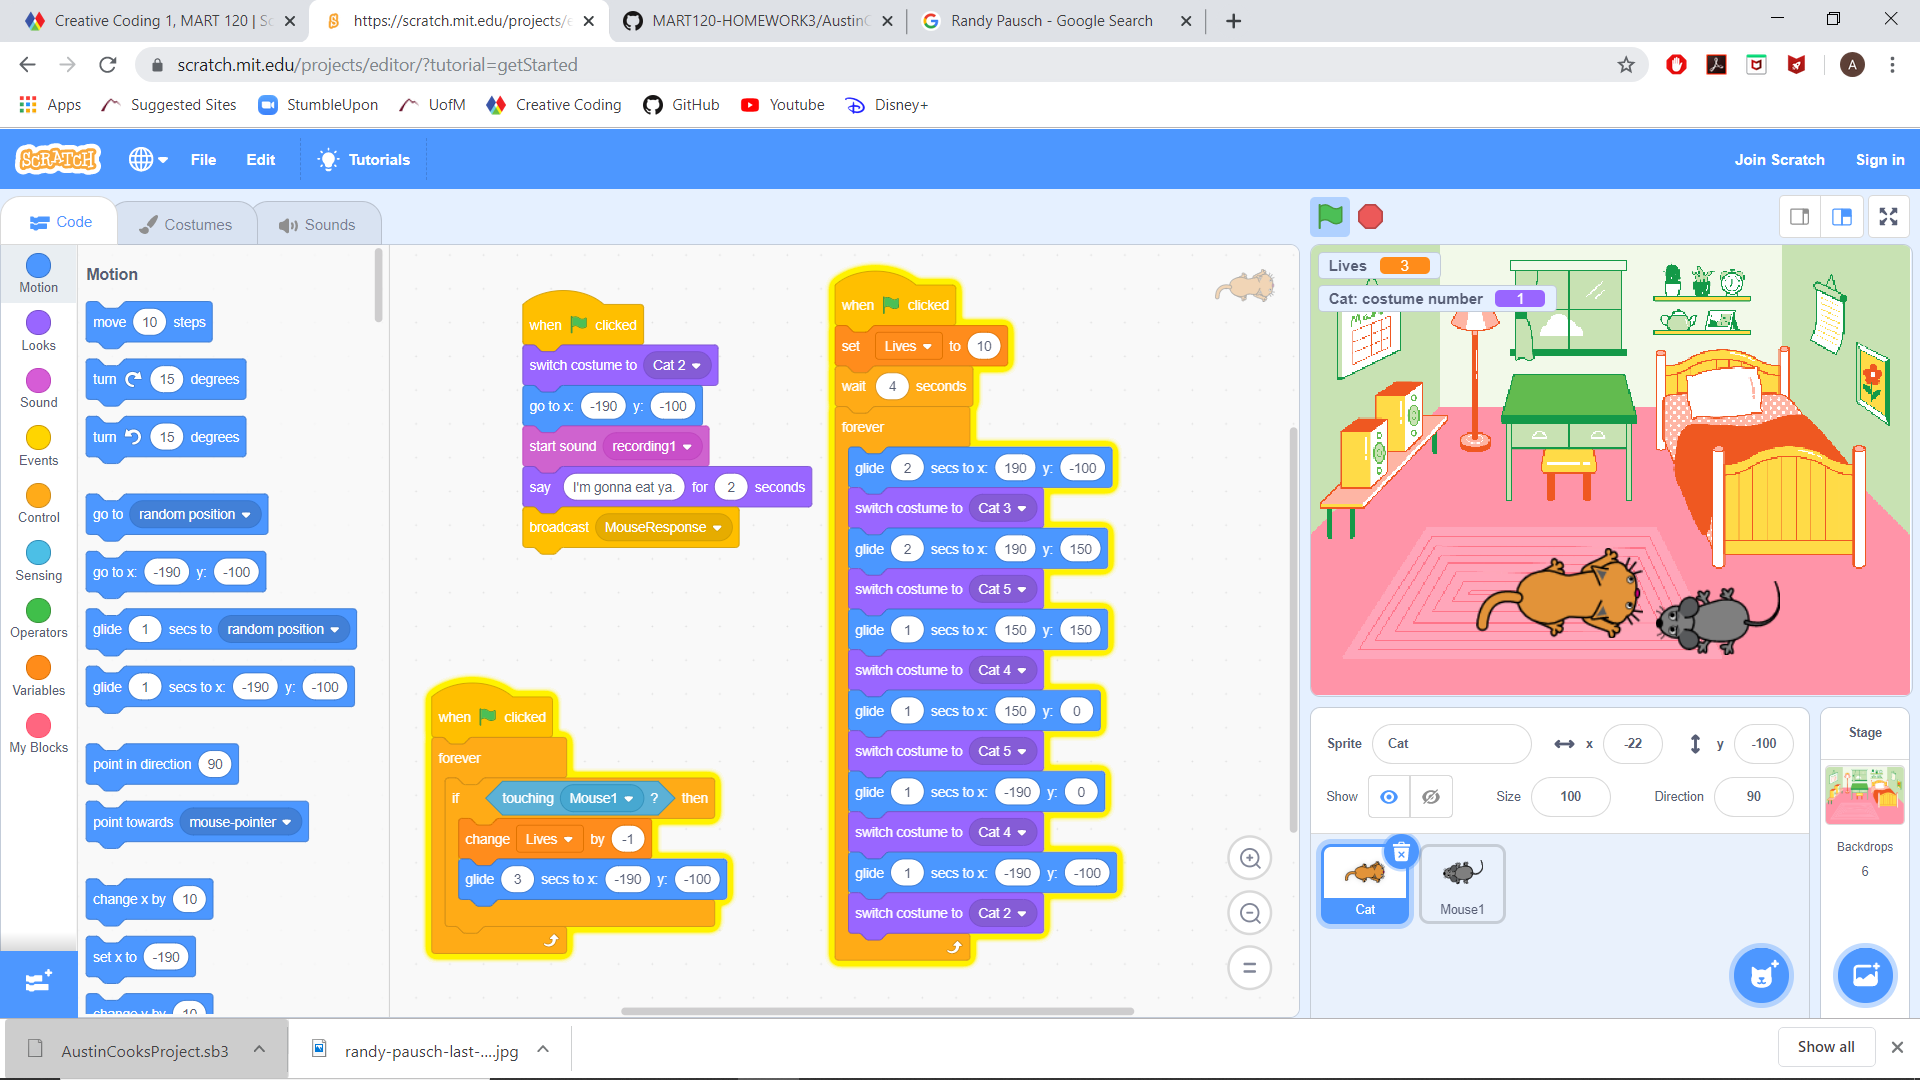 Creative Coding 1, MART 120 | Sc
https://scratch.mit.edu/projects/e
MART120-HOMEWORK3/AustinC
Randy Pausch - Google Search
scratch.mit.edu/projects/editor/?tutorial=getStarted
A
Apps
Suggested Sites
StumbleUpon
UofM
Creative Coding
GitHub
Youtube
Disney+
SCRATCH
File
Edit
Tutorials
Join Scratch
Sign in
Code
Costumes
Sounds
Motion
Looks
Sound
Events
Control
Sensing
Operators
Variables
My Blocks
Motion
move 10 steps
turn 15 degrees
turn 15 degrees
go to random position
go to x: -190 y: -100
glide 1 secs to random position
glide 1 secs to x: -190 y: -100
point in direction 90
point towards mouse-pointer
change x by 10
set x to -190
change y by 10
when clicked
switch costume to Cat 2
go to x: -190 y: -100
start sound recording1
say I'm gonna eat ya. for 2 seconds
broadcast MouseResponse
when clicked
forever
if touching Mouse1 ? then
change Lives by -1
glide 3 secs to x: -190 y: -100
when clicked
set Lives to 10
wait 4 seconds
forever
glide 2 secs to x: 190 y: -100
switch costume to Cat 3
glide 2 secs to x: 190 y: 150
switch costume to Cat 5
glide 1 secs to x: 150 y: 150
switch costume to Cat 4
glide 1 secs to x: 150 y: 0
switch costume to Cat 5
glide 1 secs to x: -190 y: 0
switch costume to Cat 4
glide 1 secs to x: -190 y: -100
switch costume to Cat 2
Lives 3
Cat: costume number 1
Sprite Cat x -22 y -100
Show Size 100 Direction 90
Cat
Mouse1
Stage
Backdrops
6
AustinCooksProject.sb3
randy-pausch-last-....jpg
Show all